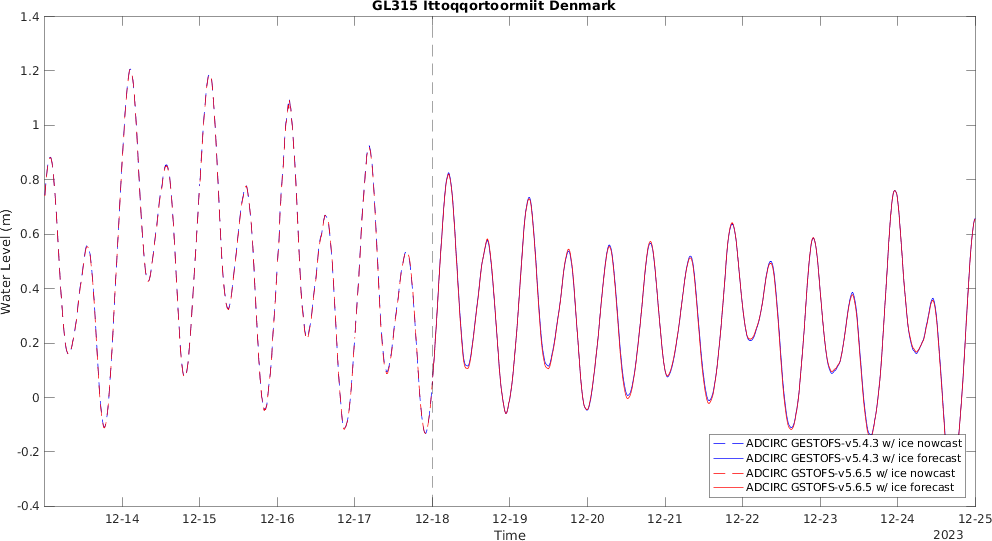 GL315 Ittoqqortoormiit Denmark
1.4
1.2
1
0.8
0.6
0.4
0.2
0
-0.2
-0.4
Water Level (m)
ADCIRC GESTOFS-v5.4.3 w/ ice nowcast
ADCIRC GESTOFS-v5.4.3 w/ ice forecast
ADCIRC GSTOFS-v5.6.5 w/ ice nowcast
ADCIRC GSTOFS-v5.6.5 w/ ice forecast
12-14 12-15 12-16 12-17 12-18 12-19 12-20 12-21 12-22 12-23 12-24 12-25
Time
2023